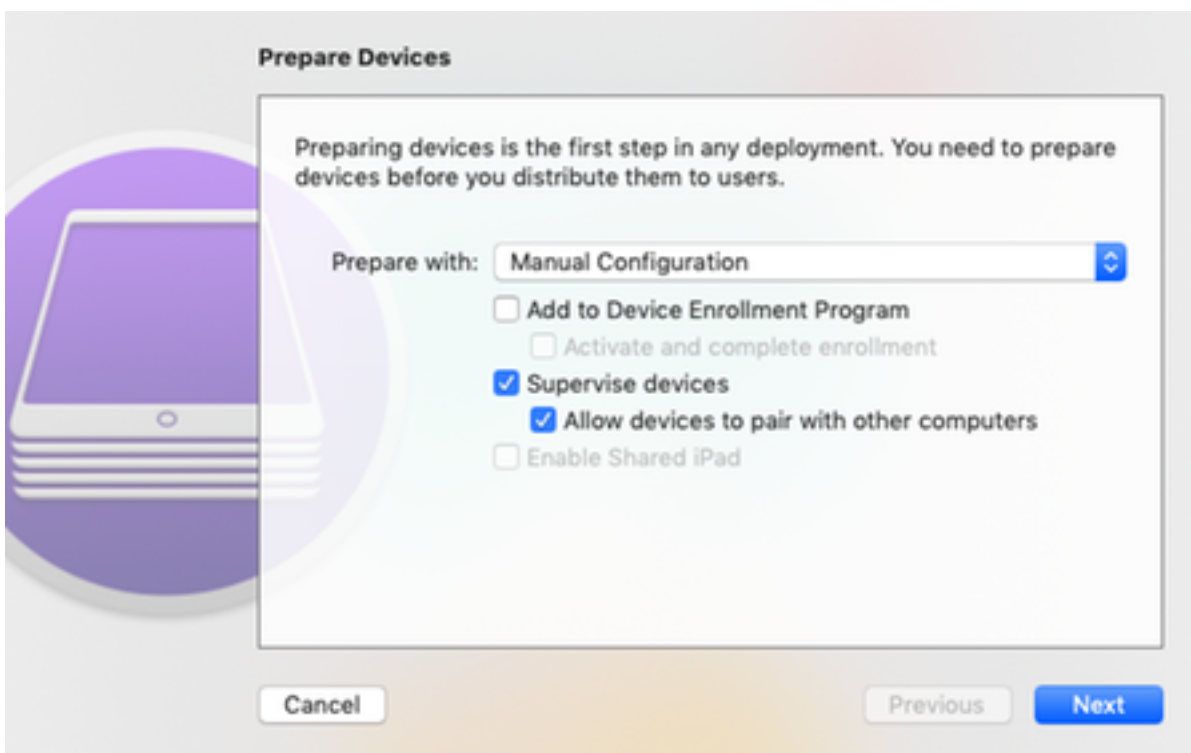 Prepare Devices
Preparing devices is the first step in any deployment. You need to prepare
devices before you distribute them to users.
Prepare with: Manual Configuration
Add to Device Enrollment Program
Activate and complete enrollment
Supervise devices
Allow devices to pair with other computers
Enable Shared iPad
Cancel Previous Next